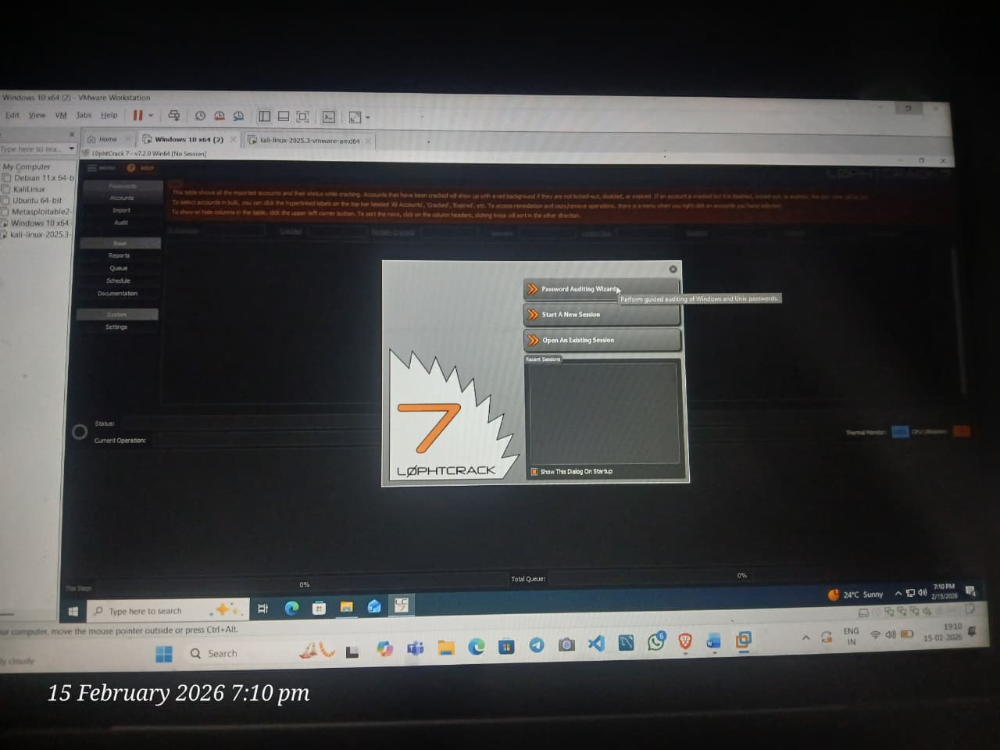 Windows 10 x64 (2) - VMware Workstation
Edit View VM Tabs Help
Type here to sea...
Home Windows 10 x64 (2) kali-linux-2025.3-vmware-amd64
L0phtCrack 7 - v7.2.0 Win64 [No Session]
My Computer
Debian 11.x 64-b
KaliLinux
Ubuntu 64-bit
Metasploitable2-
Windows 10 x64
kali-linux-2025.3-
MENU HELP
L0PHTCRACK 7
Passwords
Accounts
Import
Audit
Base
Reports
Queue
Schedule
Documentation
System
Settings
This table shows all the imported accounts and their status while cracking. Accounts that have been cracked will show up with a red background if they are not locked-out, disabled, or expired. If an account is cracked but it is disabled, locked-out, or expired, the
To select accounts in bulk, you can click the hyperlinked labels on the top bar labeled 'All Accounts', 'Cracked', 'Expired', etc. To access remediation and copy/remove operations, there is a menu when you right click on accounts you have selected.
To show or hide columns in the table, click the upper-left corner button. To sort the rows, click on the column headers, clicking twice will sort in the other direction.
Cracked Partially Cracked Locked Out
Password Auditing Wizard
Perform guided auditing of Windows and Unix passwords.
Start A New Session
Open An Existing Session
Recent Sessions
7
LØPHTCRACK
Show This Dialog On Startup
Status:
Current Operation:
Thermal Monitor: COOL CPU Utilization:
This Step: 0% Total Queue: 0%
Type here to search
24°C Sunny
7:10 PM
2/15/2026
ur computer, move the mouse pointer outside or press Ctrl+Alt.
ly cloudy
Search
6
ENG
IN
19:10
15-02-2026
15 February 2026 7:10 pm